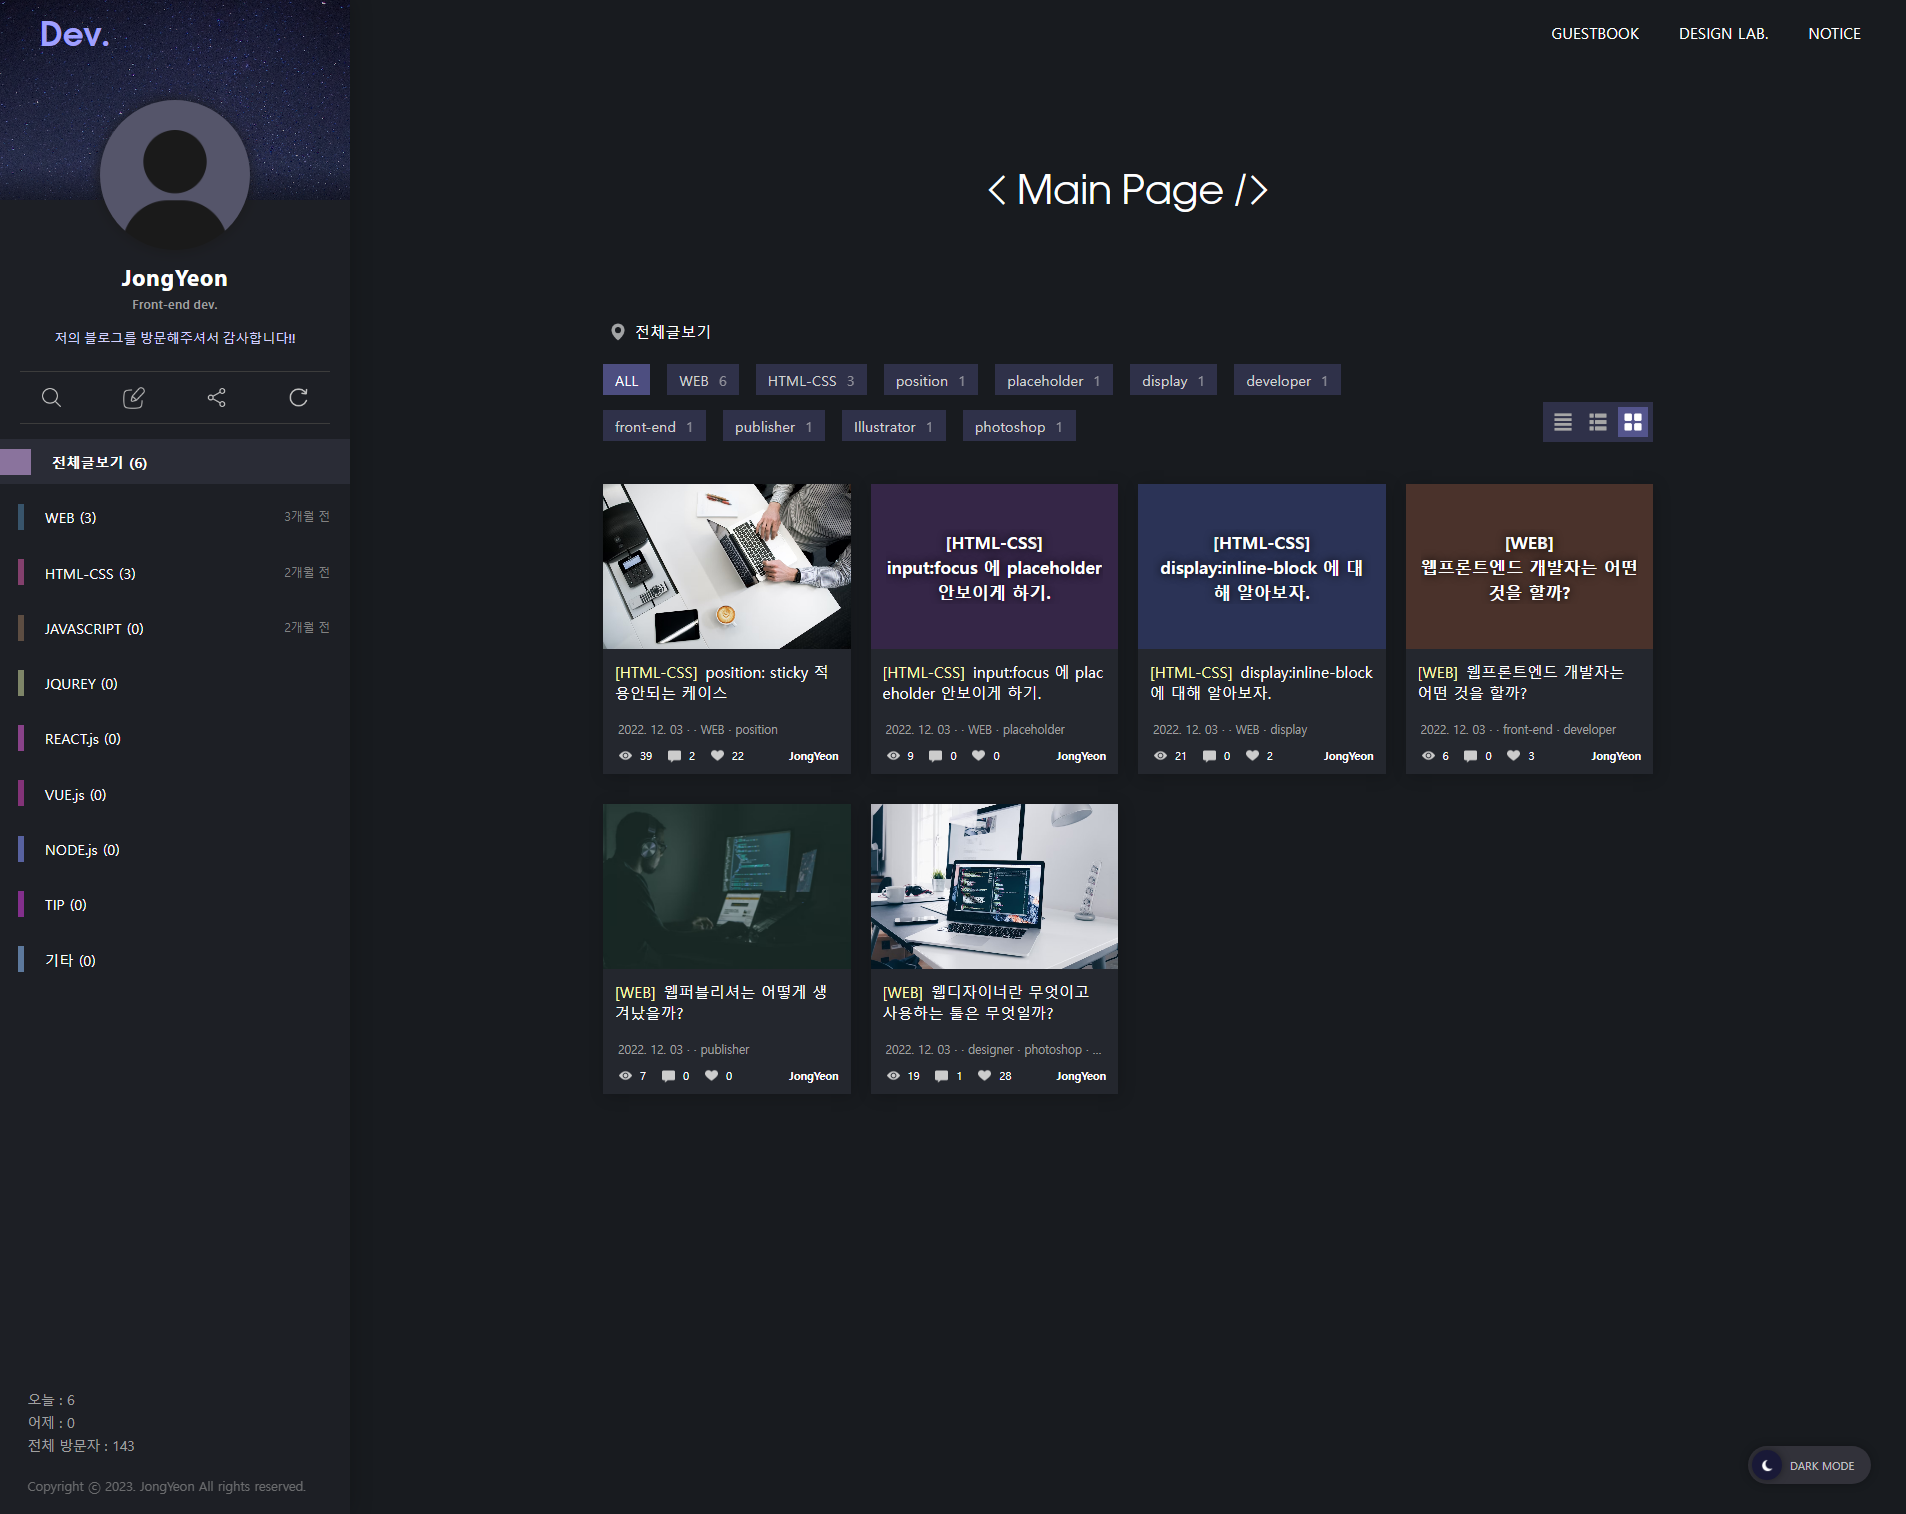 Dev.
GUESTBOOK
DESIGN LAB.
NOTICE
JongYeon
Front-end dev.
저의 블로그를 방문해주셔서 감사합니다!!
전체글보기 (6)
WEB (3) 3개월 전
HTML-CSS (3) 2개월 전
JAVASCRIPT (0) 2개월 전
JQUREY (0)
REACT.js (0)
VUE.js (0)
NODE.js (0)
TIP (0)
기타 (0)
오늘 : 6
어제 : 0
전체 방문자 : 143
Copyright ⓒ 2023. JongYeon All rights reserved.
< Main Page />
전체글보기
ALL WEB 6 HTML-CSS 3 position 1 placeholder 1 display 1 developer 1
front-end 1 publisher 1 Illustrator 1 photoshop 1
[HTML-CSS] position: sticky 적
용안되는 케이스
2022. 12. 03 · · WEB · position
39 2 22 JongYeon
[HTML-CSS]
input:focus 에 placeholder
안보이게 하기.
[HTML-CSS] input:focus 에 plac
eholder 안보이게 하기.
2022. 12. 03 · · WEB · placeholder
9 0 0 JongYeon
[HTML-CSS]
display:inline-block 에 대
해 알아보자.
[HTML-CSS] display:inline-block
에 대해 알아보자.
2022. 12. 03 · · WEB · display
21 0 2 JongYeon
[WEB]
웹프론트엔드 개발자는 어떤
것을 할까?
[WEB] 웹프론트엔드 개발자는
어떤 것을 할까?
2022. 12. 03 · · front-end · developer
6 0 3 JongYeon
[WEB] 웹퍼블리셔는 어떻게 생
겨났을까?
2022. 12. 03 · · publisher
7 0 0 JongYeon
[WEB] 웹디자이너란 무엇이고
사용하는 툴은 무엇일까?
2022. 12. 03 · · designer · photoshop · ...
19 1 28 JongYeon
DARK MODE